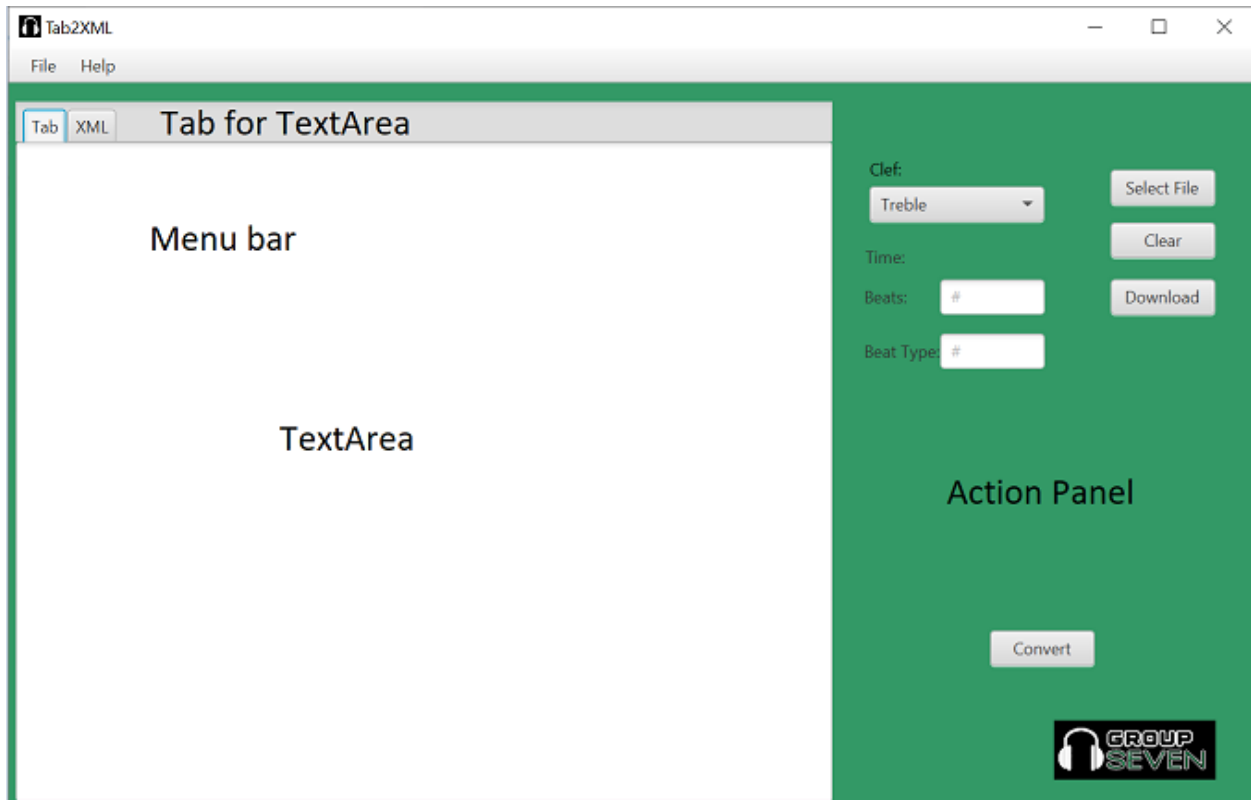 Tab2XML
File Help
Tab XML Tab for TextArea
Clef:
Select File
Treble
Menu bar
Clear
Time:
Beats: #
Download
Beat Type: #
TextArea
Action Panel
Convert
GROUP
SEVEN